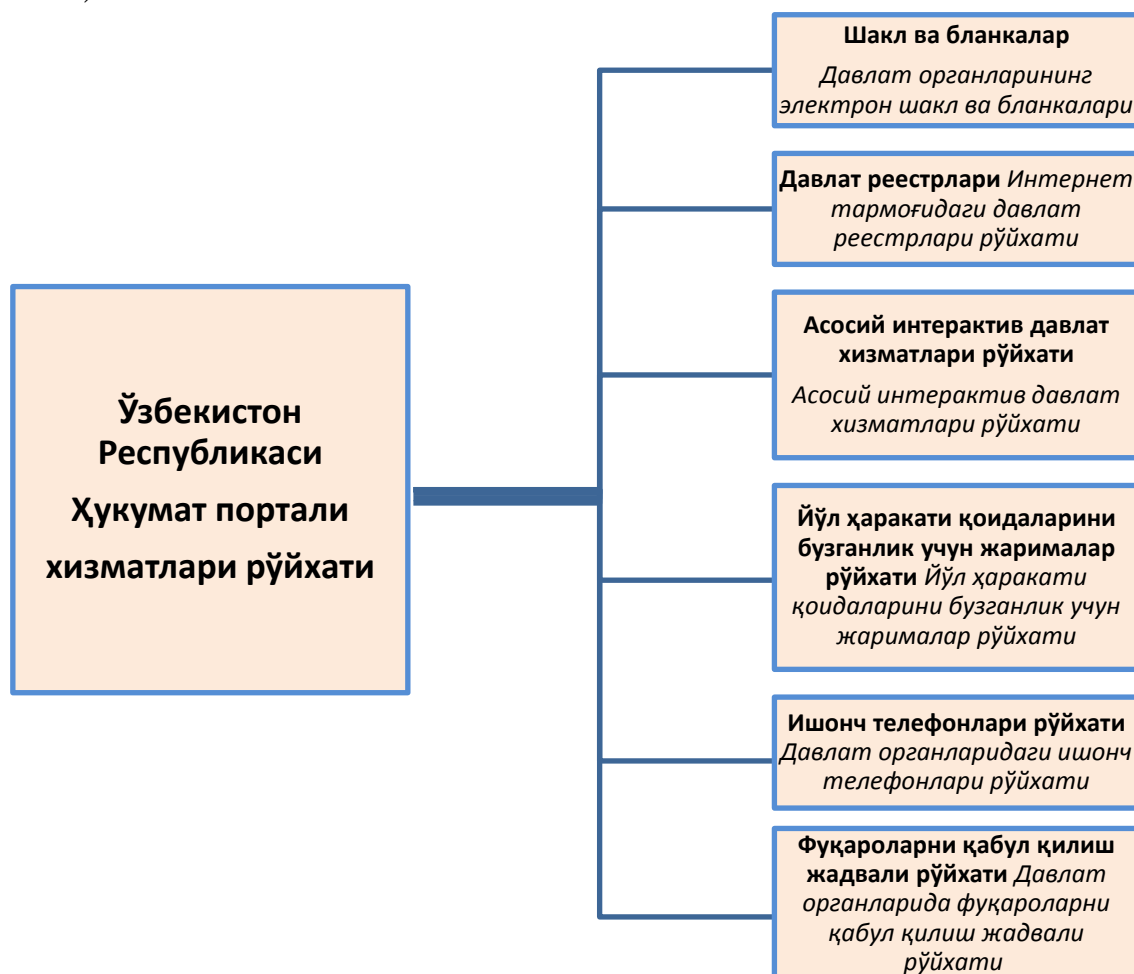 Ўзбекистон
Республикаси
Ҳукумат портали
хизматлари рўйхати
Шакл ва бланкалар
Давлат органларининг
электрон шакл ва бланкалари
Давлат реестрлари Интернет
тармоғидаги давлат
реестрлари рўйхати
Асосий интерактив давлат
хизматлари рўйхати
Асосий интерактив давлат
хизматлари рўйхати
Йўл ҳаракати қоидаларини
бузганлик учун жарималар
рўйхати Йўл ҳаракати
қоидаларини бузганлик учун
жарималар рўйхати
Ишонч телефонлари рўйхати
Давлат органларидаги ишонч
телефонлари рўйхати
Фуқароларни қабул қилиш
жадвали рўйхати Давлат
органларида фуқароларни
қабул қилиш жадвали
рўйхати